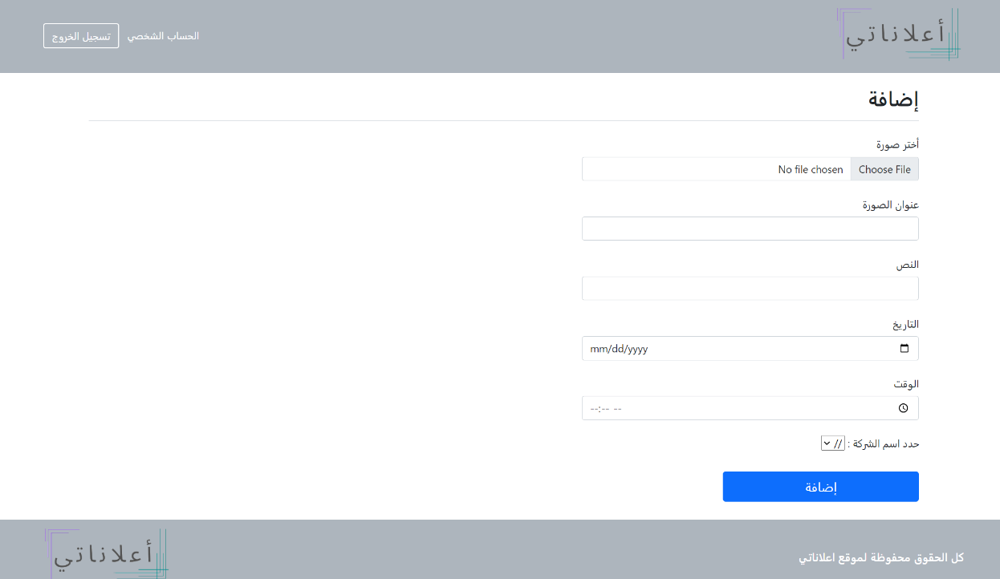 أعلاناتي
الحساب الشخصي
تسجيل الخروج
إضافة
أختر صورة
Choose File No file chosen
عنوان الصورة
النص
التاريخ
mm/dd/yyyy
الوقت
--:-- --
حدد اسم الشركة : //
إضافة
كل الحقوق محفوظة لموقع اعلاناتي
أعلاناتي